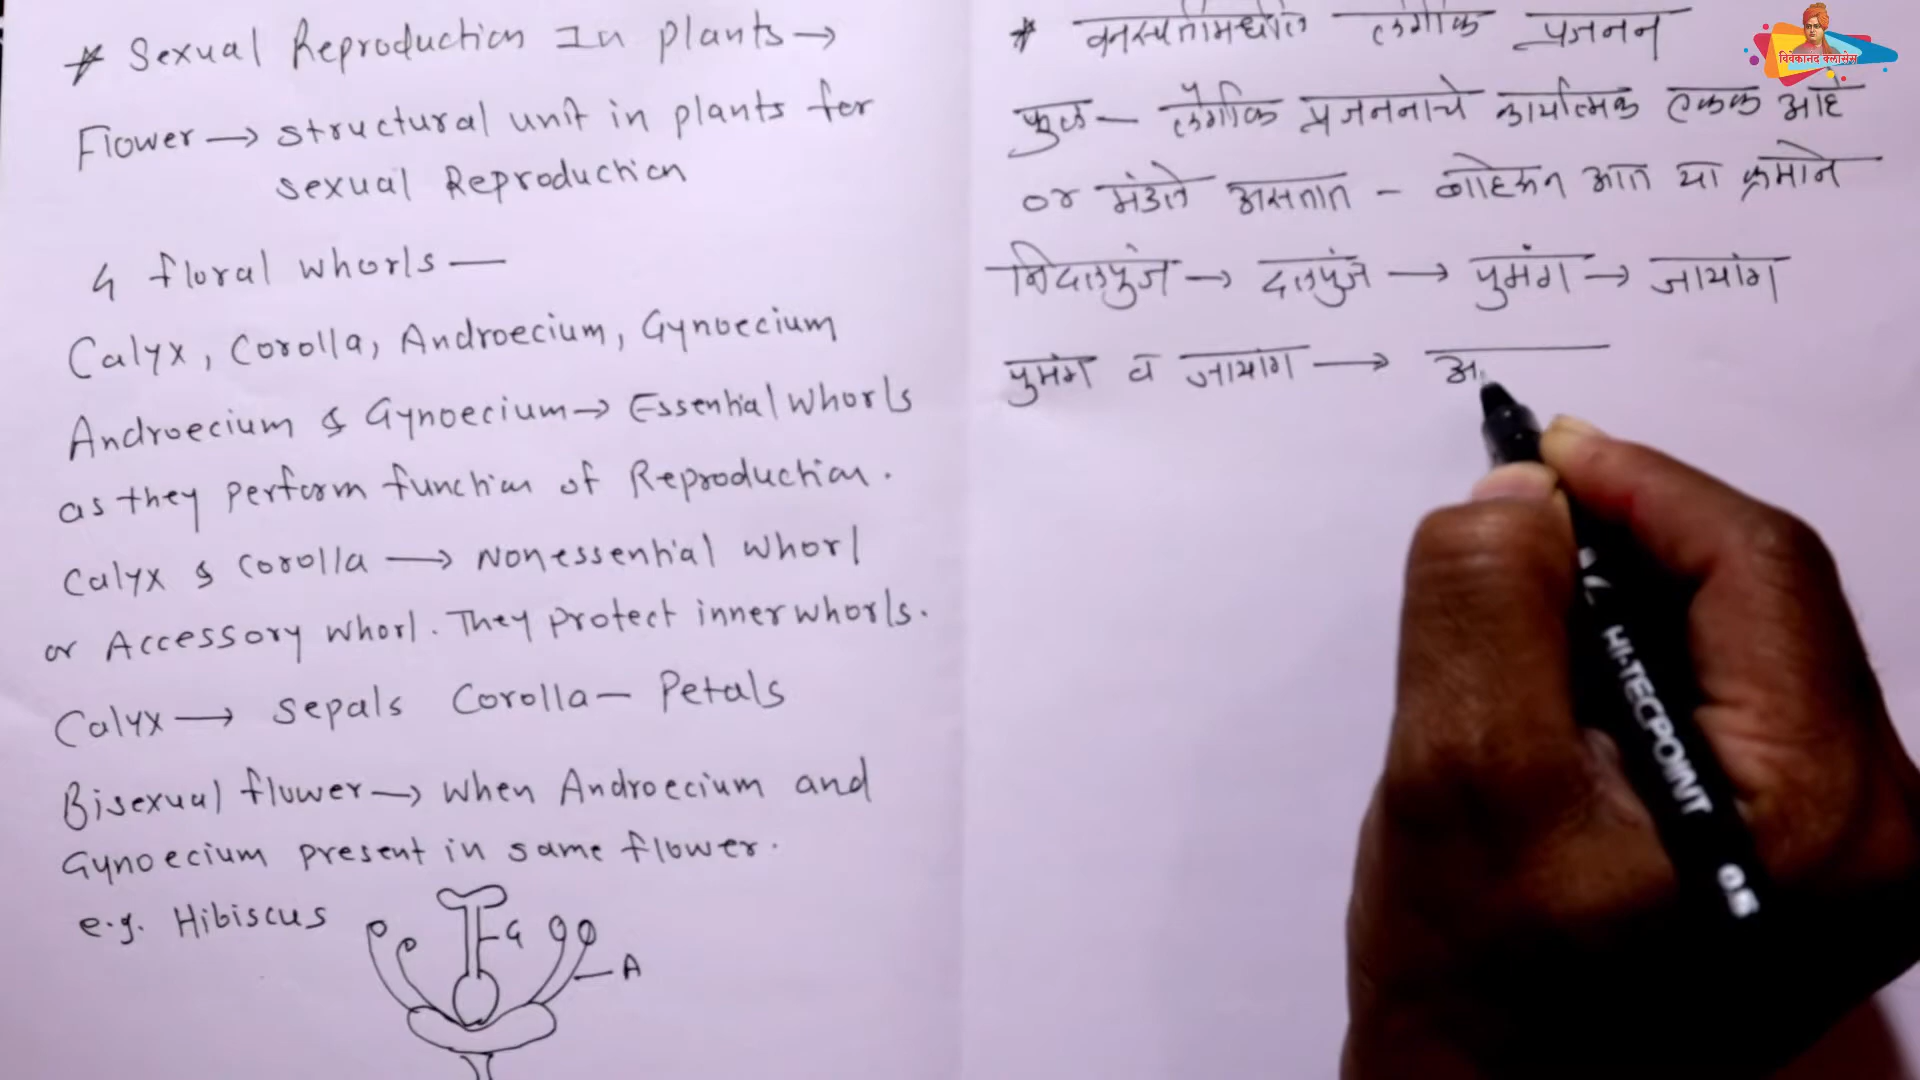 * Sexual Reproduction In plants →
Flower → structural unit in plants for
sexual Reproduction
4 floral whorls —
Calyx, Corolla, Androecium, Gynoecium
Androecium & Gynoecium → Essential whorls
as they perform function of Reproduction.
Calyx & Corolla → Nonessential whorl
or Accessory whorl. They protect inner whorls.
Calyx → sepals Corolla — Petals
Bisexual flower → when Androecium and
Gynoecium present in same flower.
e.g. Hibiscus
G
A
* वनस्पतीमधील लैंगीक प्रजनन
फुल — लैंगीक प्रजननाचे कार्यात्मक एकक आहे
or मंडले असतात – बाहेरून आत या क्रमाने
निदलपुंज → दलपुंज → पुमंग → जायांग
पुमंग व जायांग → अ
विवेकानंद क्लासेस
HI-TECPOINT